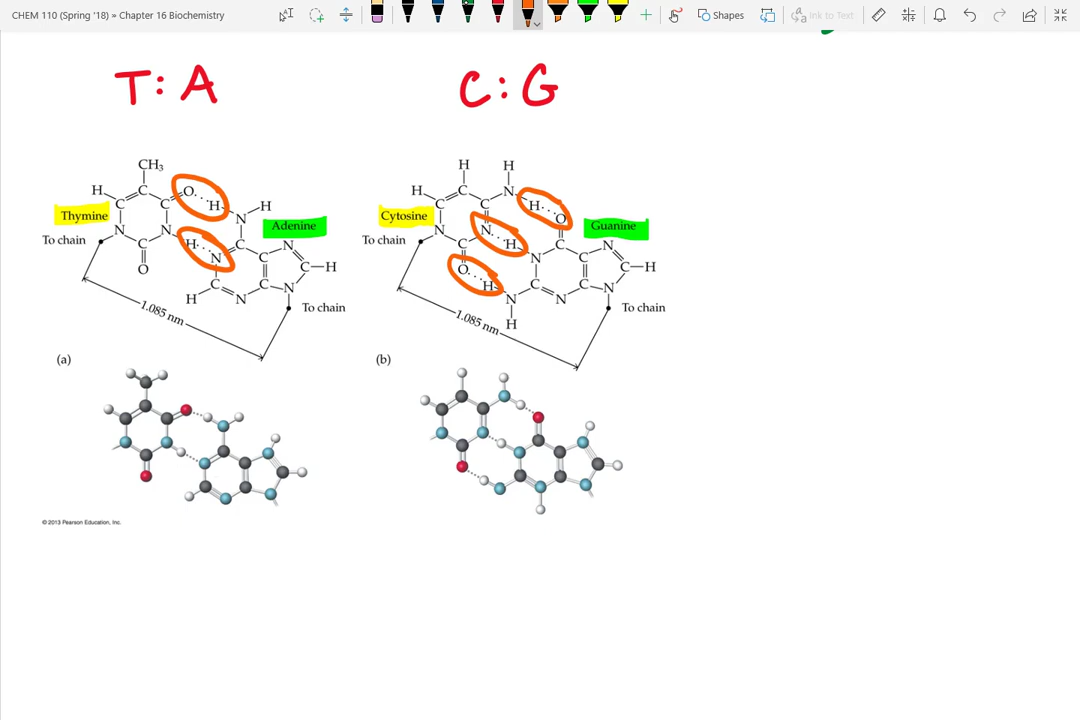 CHEM 110 (Spring '18) » Chapter 16 Biochemistry
Shapes
Ink to Text
T: A
C: G
CH₃
H
C
C
O
H
H
Thymine
C
C
N
Adenine
To chain
N
N
H
C
N
C
N
C
C
H
O
H
C
C
N
N
To chain
1.085 nm
(a)
H
H
H
C
N
H
O
Cytosine
C
C
Guanine
To chain
N
N
H
C
N
C
C
N
C
H
O
H
C
C
N
N
N
To chain
H
1.085 nm
(b)
© 2013 Pearson Education, Inc.